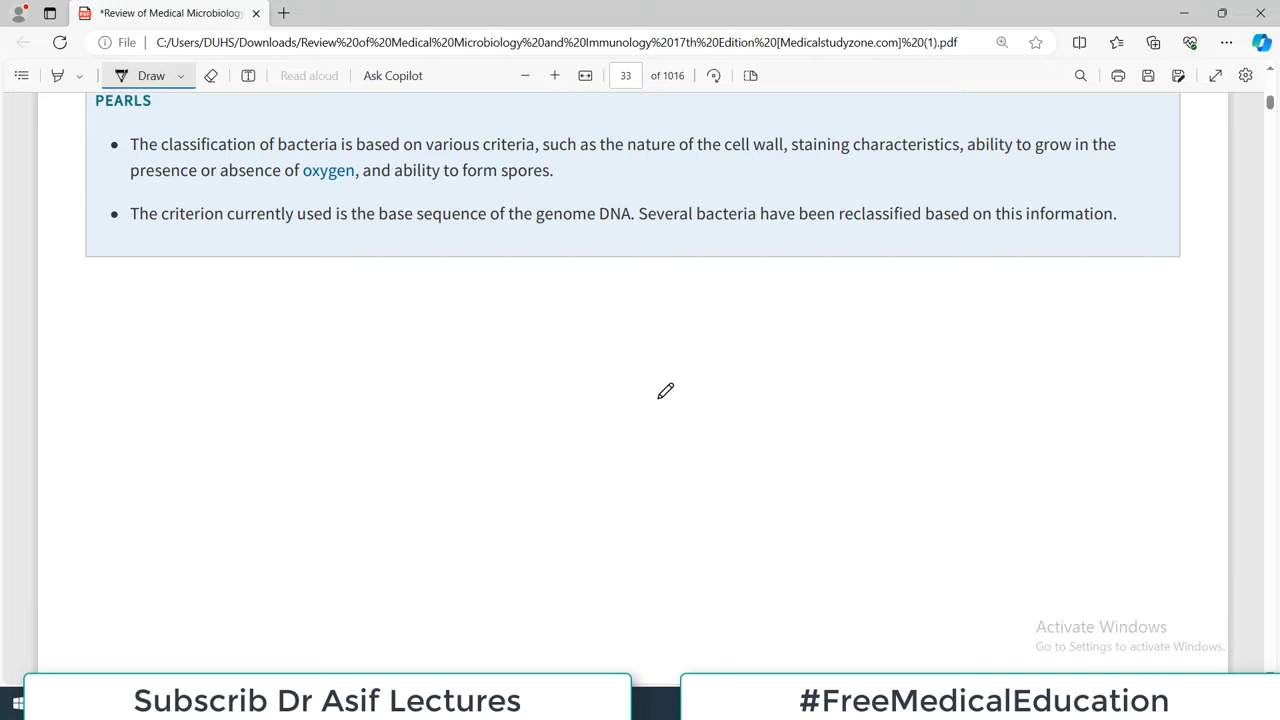 *Review of Medical Microbiology
File
C:/Users/DUHS/Downloads/Review%20of%20Medical%20Microbiology%20and%20Immunology%2017th%20Edition%20[Medicalstudyzone.com]%20(1).pdf
Draw
Read aloud
Ask Copilot
33
of 1016
PEARLS
• The classification of bacteria is based on various criteria, such as the nature of the cell wall, staining characteristics, ability to grow in the
presence or absence of oxygen, and ability to form spores.
• The criterion currently used is the base sequence of the genome DNA. Several bacteria have been reclassified based on this information.
Activate Windows
Go to Settings to activate Windows.
Subscrib Dr Asif Lectures
#FreeMedicalEducation